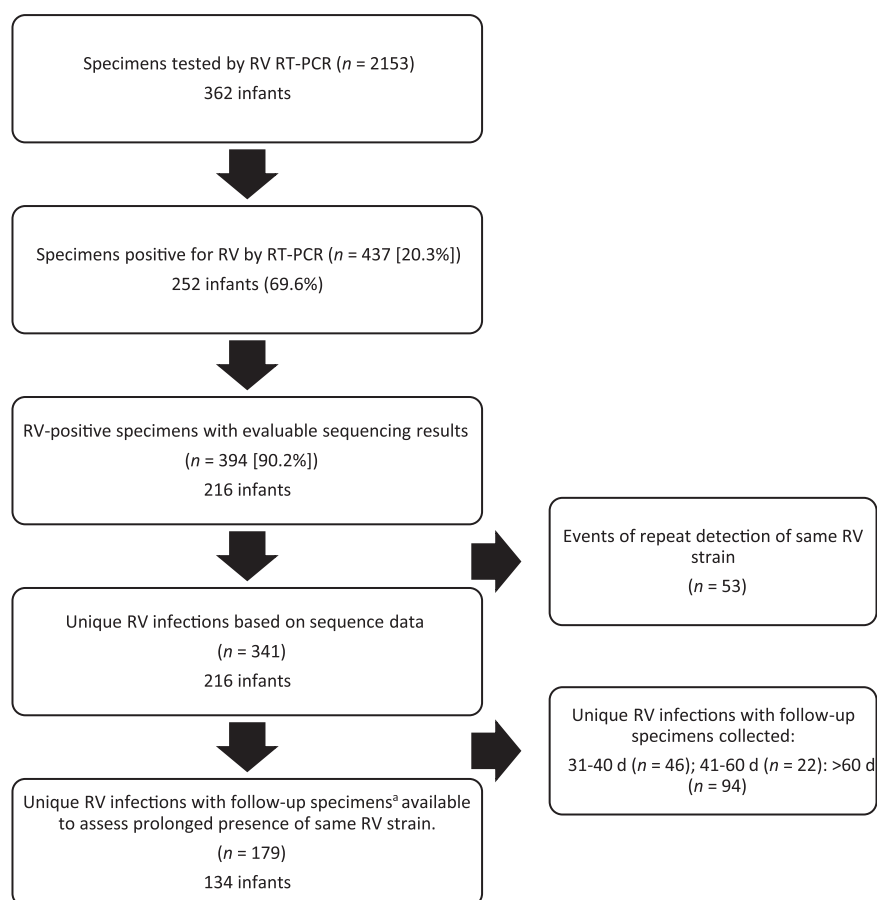 Specimens tested by RV RT-PCR (n = 2153)
362 infants
Specimens positive for RV by RT-PCR (n = 437 [20.3%])
252 infants (69.6%)
RV-positive specimens with evaluable sequencing results
(n = 394 [90.2%])
216 infants
Events of repeat detection of same RV
strain
(n = 53)
Unique RV infections based on sequence data
(n = 341)
216 infants
Unique RV infections with follow-up
specimens collected:
31-40 d (n = 46); 41-60 d (n = 22): >60 d
(n = 94)
Unique RV infections with follow-up specimensᵃ available
to assess prolonged presence of same RV strain.
(n = 179)
134 infants